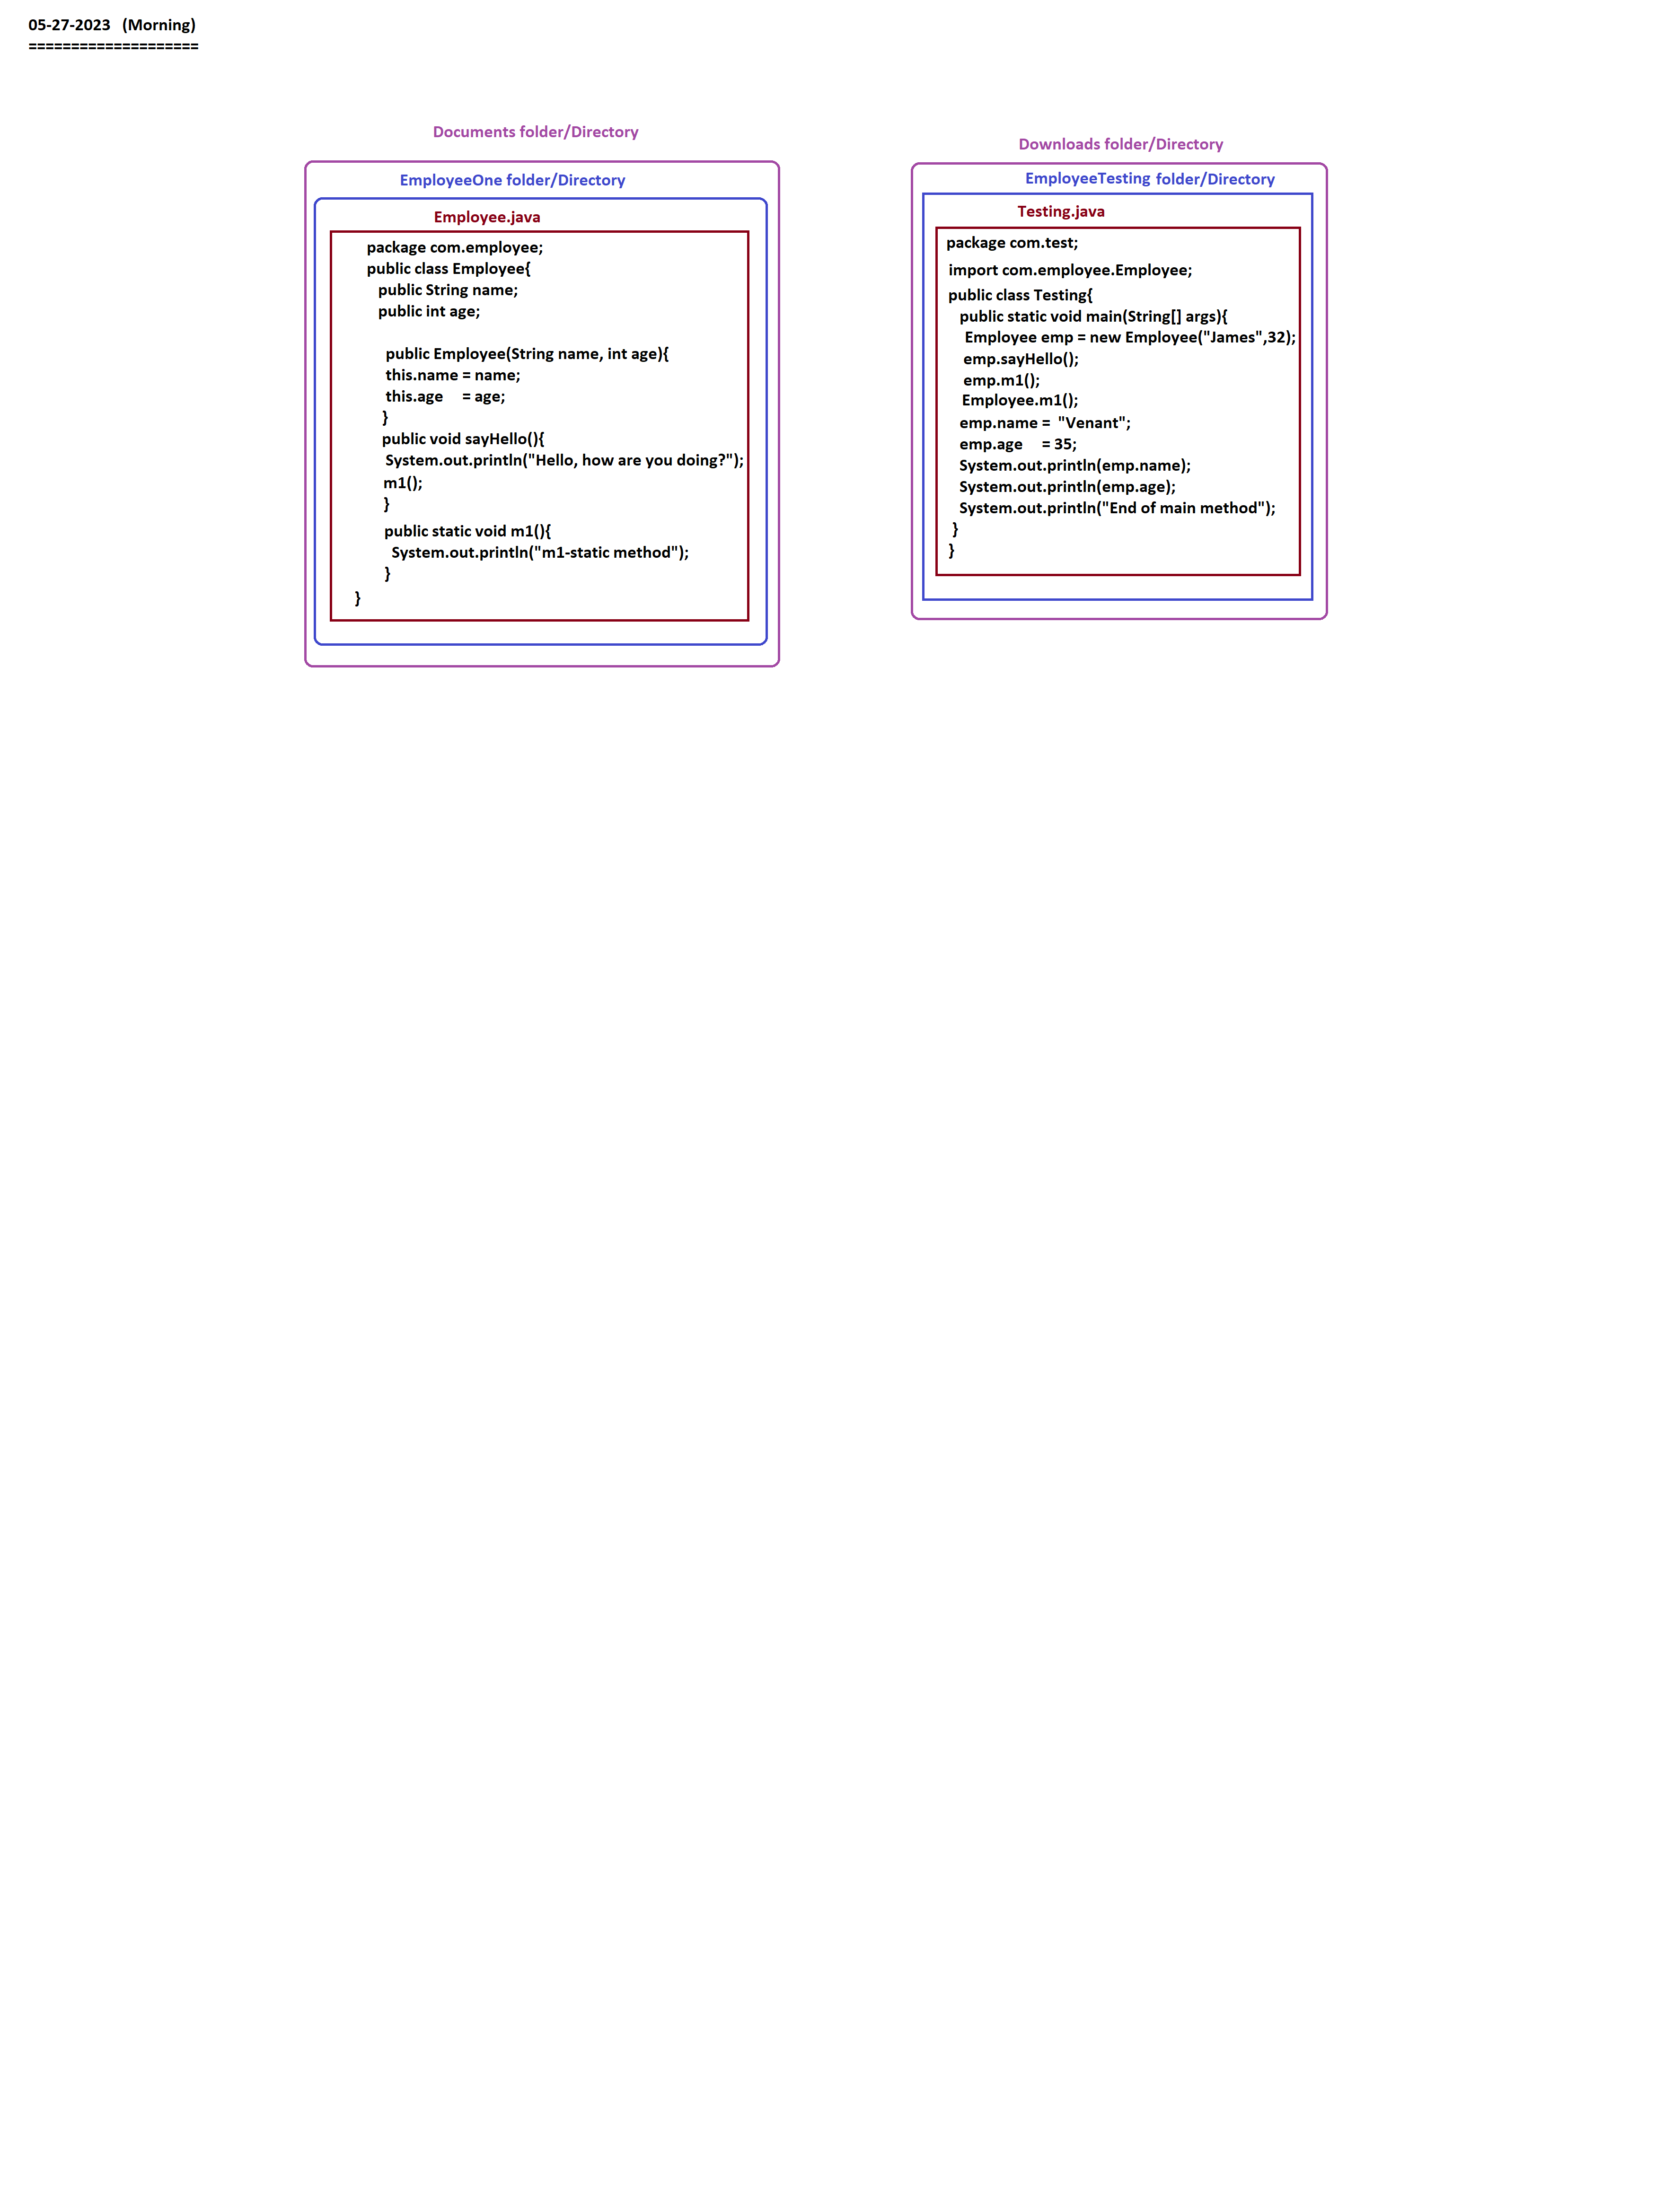 05-27-2023 (Morning)
====================
Documents folder/Directory
EmployeeOne folder/Directory
Employee.java
package com.employee;
public class Employee{
public String name;
public int age;
public Employee(String name, int age){
this.name = name;
this.age = age;
}
public void sayHello(){
System.out.println("Hello, how are you doing?");
m1();
}
public static void m1(){
System.out.println("m1-static method");
}
}
Downloads folder/Directory
EmployeeTesting folder/Directory
Testing.java
package com.test;
import com.employee.Employee;
public class Testing{
public static void main(String[] args){
Employee emp = new Employee("James",32);
emp.sayHello();
emp.m1();
Employee.m1();
emp.name = "Venant";
emp.age = 35;
System.out.println(emp.name);
System.out.println(emp.age);
System.out.println("End of main method");
}
}